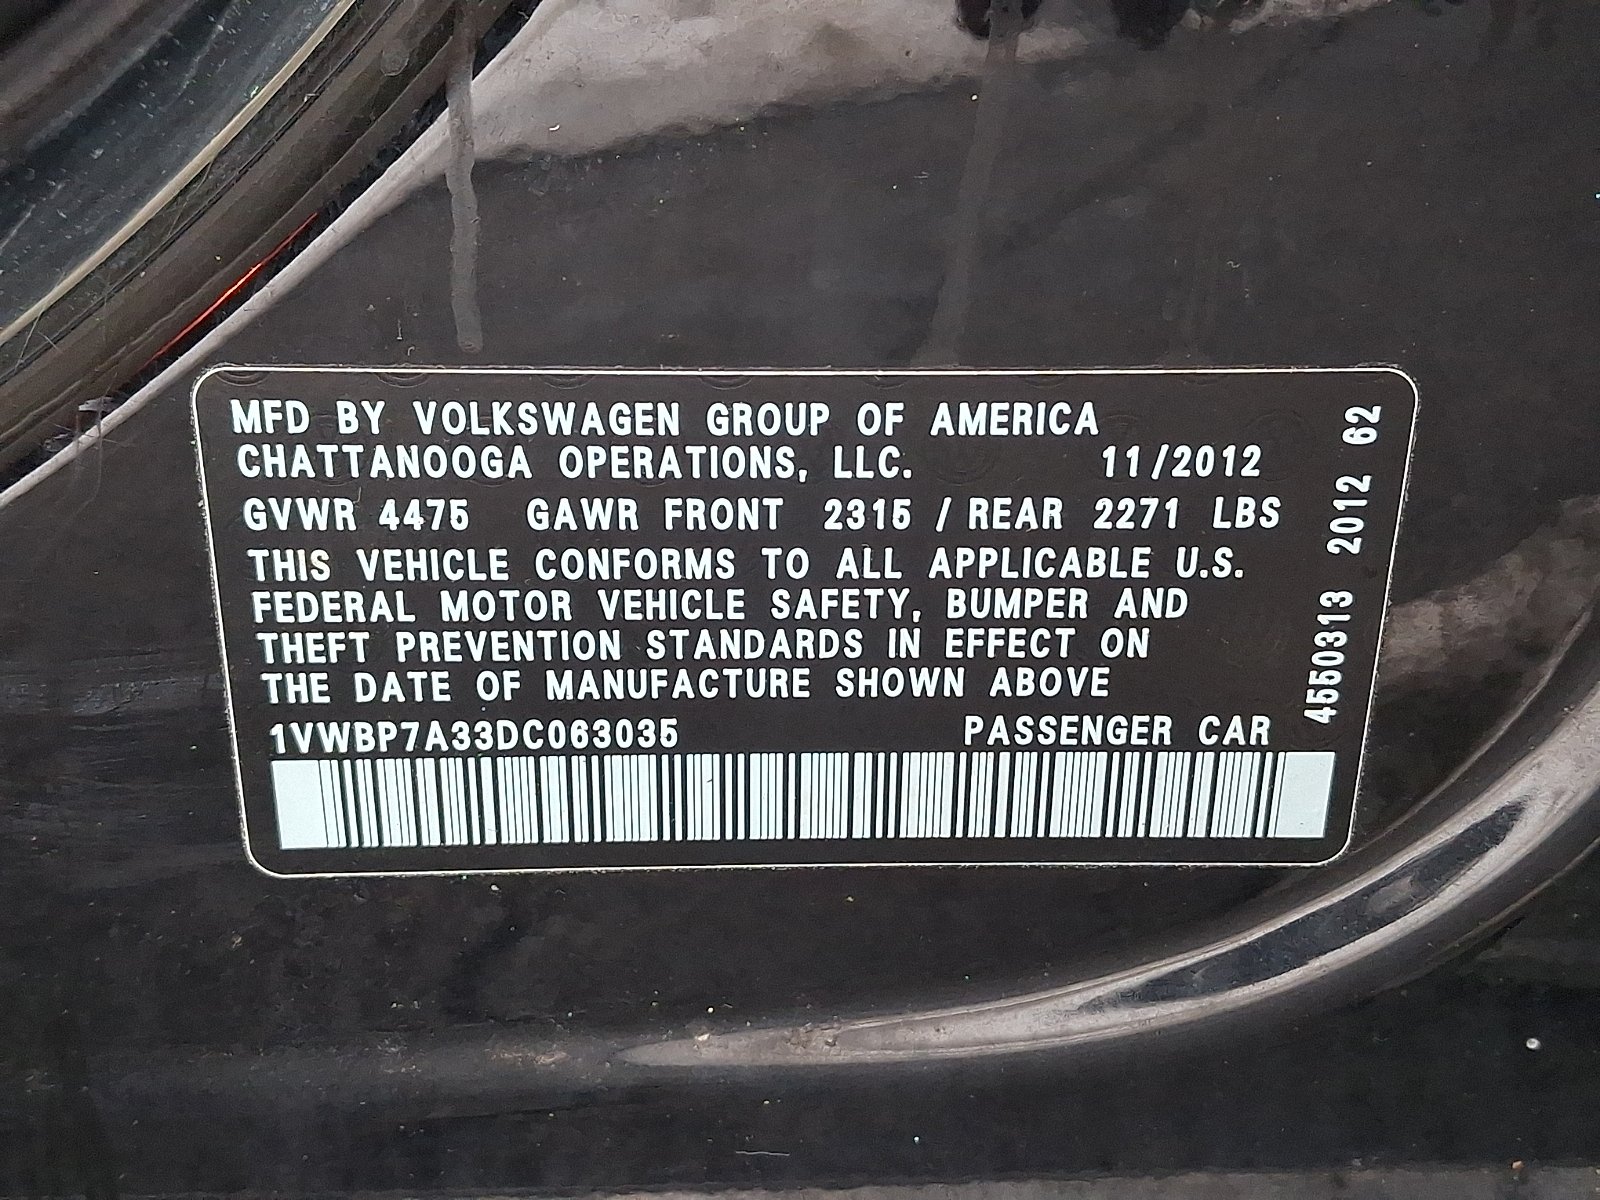 MFD BY VOLKSWAGEN GROUP OF AMERICA
CHATTANOOGA OPERATIONS, LLC. 11/2012
GVWR 4475 GAWR FRONT 2315 / REAR 2271 LBS
THIS VEHICLE CONFORMS TO ALL APPLICABLE U.S.
FEDERAL MOTOR VEHICLE SAFETY, BUMPER AND
THEFT PREVENTION STANDARDS IN EFFECT ON
THE DATE OF MANUFACTURE SHOWN ABOVE
1VWBP7A33DC063035 PASSENGER CAR
4550313 2012 62